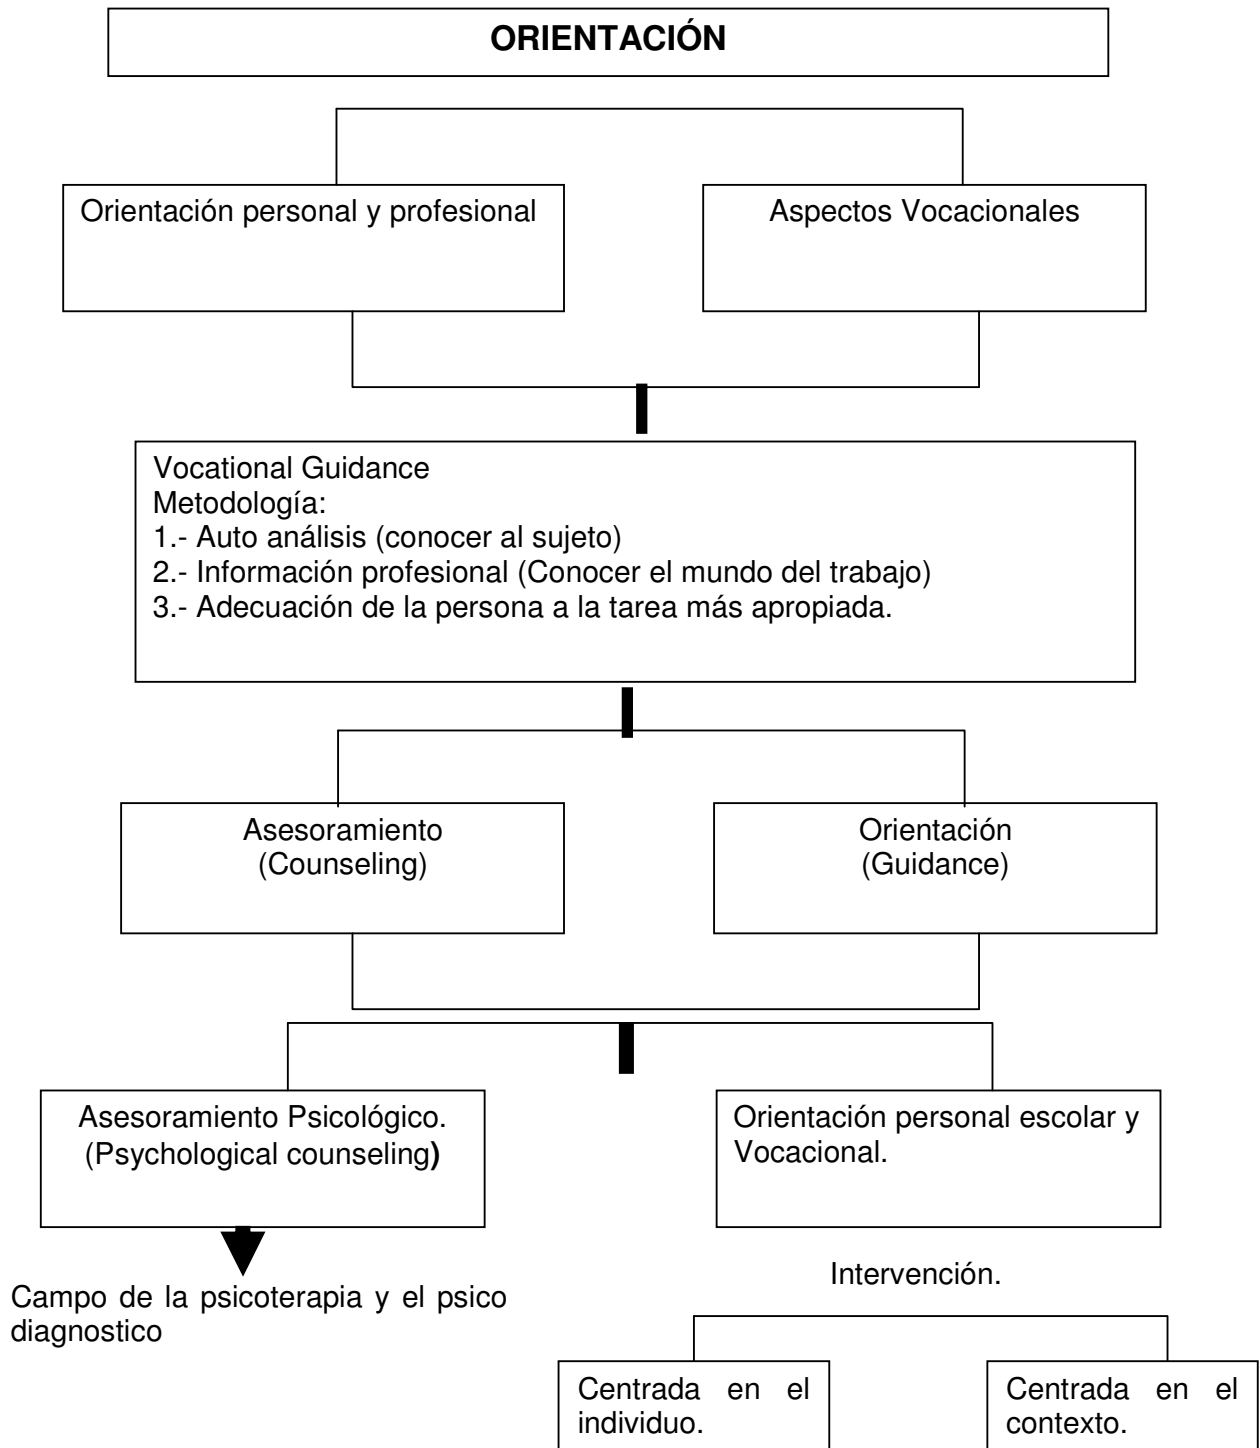 ORIENTACIÓN
Orientación personal y profesional
Aspectos Vocacionales
Vocational Guidance
Metodología:
1.- Auto análisis (conocer al sujeto)
2.- Información profesional (Conocer el mundo del trabajo)
3.- Adecuación de la persona a la tarea más apropiada.
Asesoramiento
(Counseling)
Orientación
(Guidance)
Asesoramiento Psicológico.
(Psychological counseling)
Orientación personal escolar y
Vocacional.
Campo de la psicoterapia y el psico
diagnostico
Intervención.
Centrada en el
individuo.
Centrada en el
contexto.